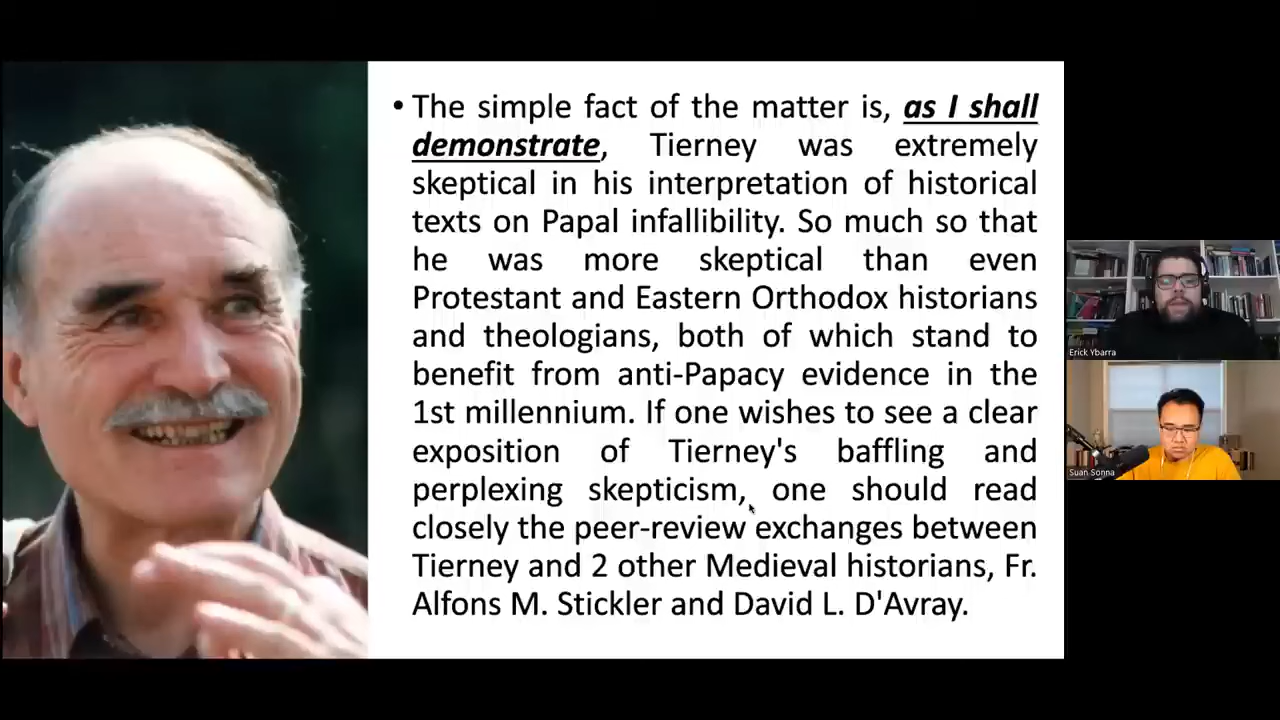 • The simple fact of the matter is, as I shall
demonstrate, Tierney was extremely
skeptical in his interpretation of historical
texts on Papal infallibility. So much so that
he was more skeptical than even
Protestant and Eastern Orthodox historians
and theologians, both of which stand to
benefit from anti-Papacy evidence in the
1st millennium. If one wishes to see a clear
exposition of Tierney's baffling and
perplexing skepticism, one should read
closely the peer-review exchanges between
Tierney and 2 other Medieval historians, Fr.
Alfons M. Stickler and David L. D'Avray.
Erick Ybarra
Suan Sonna